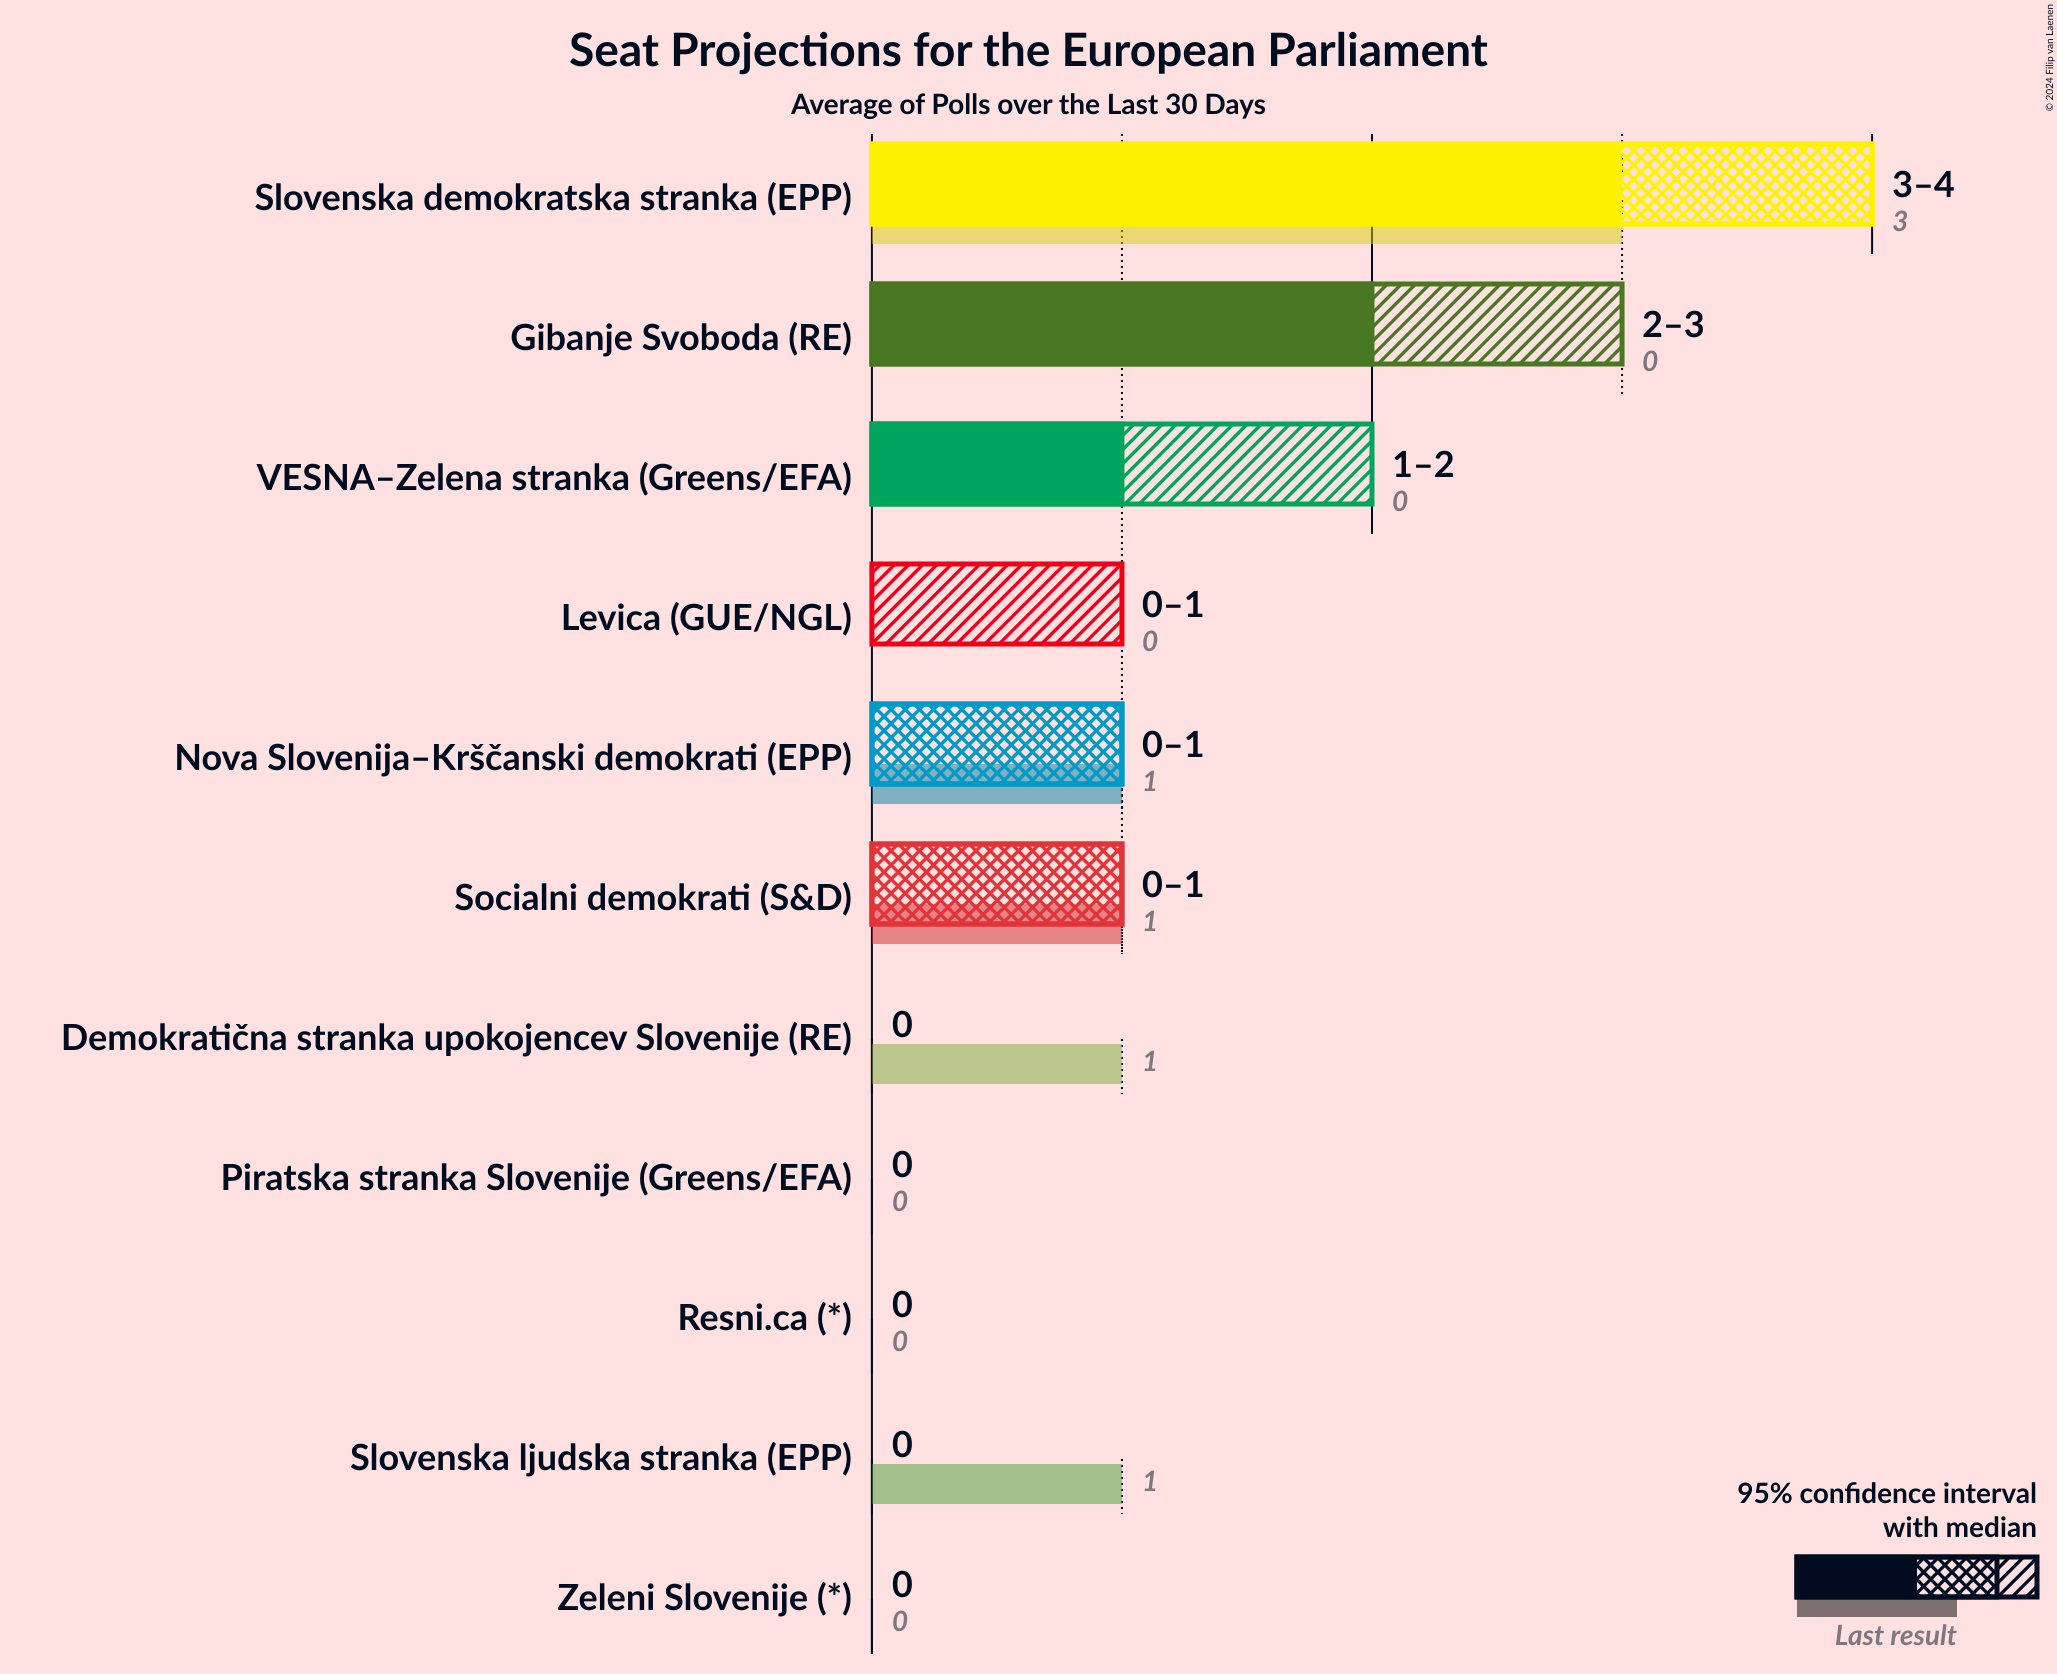 Seat Projections for the European Parliament
Average of Polls over the Last 30 Days
© 2024 Filip van Laenen
Slovenska demokratska stranka (EPP)
3–4
3
Gibanje Svoboda (RE)
2–3
0
VESNA–Zelena stranka (Greens/EFA)
1–2
0
Levica (GUE/NGL)
0–1
0
Nova Slovenija–Krščanski demokrati (EPP)
0–1
1
Socialni demokrati (S&D)
0–1
1
Demokratična stranka upokojencev Slovenije (RE)
0
1
Piratska stranka Slovenije (Greens/EFA)
0
0
Resni.ca (*)
0
0
Slovenska ljudska stranka (EPP)
0
1
Zeleni Slovenije (*)
0
0
95% confidence interval
with median
Last result